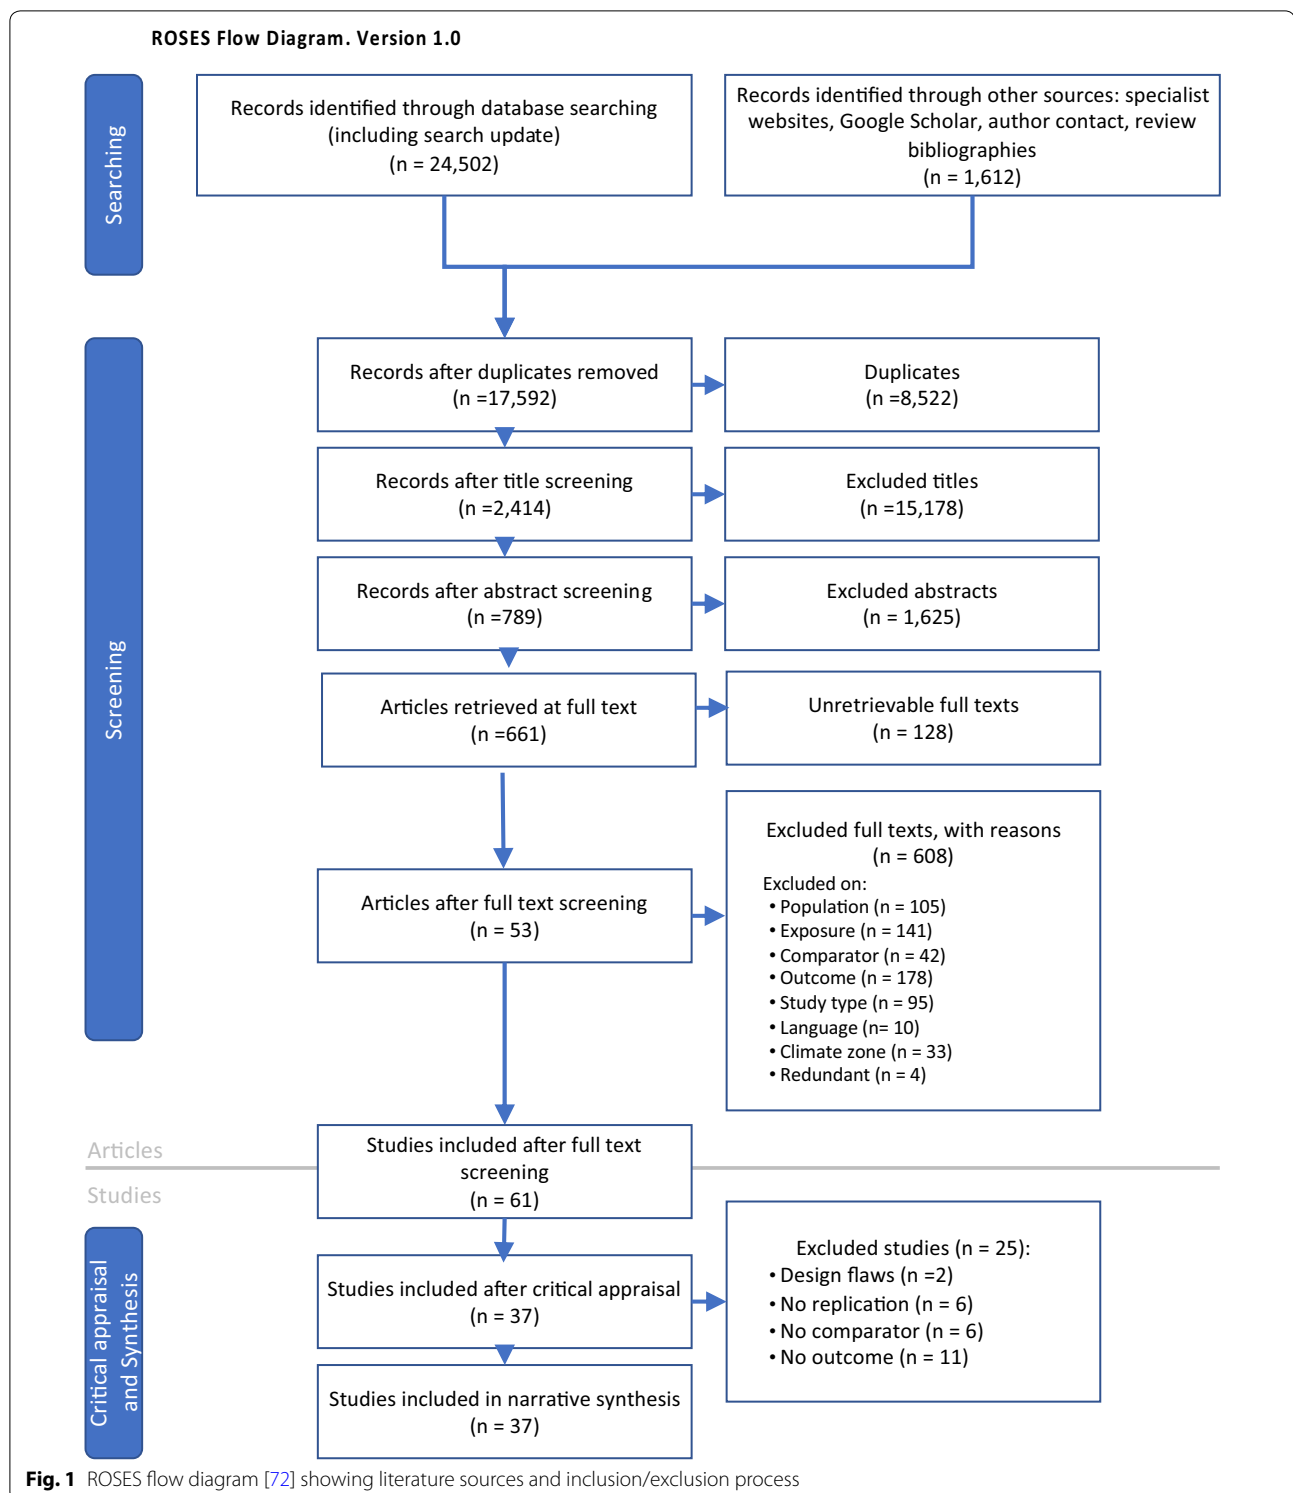 ROSES Flow Diagram. Version 1.0
Searching
Records identified through database searching
(including search update)
(n = 24,502)
Records identified through other sources: specialist
websites, Google Scholar, author contact, review
bibliographies
(n = 1,612)
Screening
Records after duplicates removed
(n =17,592)
Duplicates
(n =8,522)
Records after title screening
(n =2,414)
Excluded titles
(n =15,178)
Records after abstract screening
(n =789)
Excluded abstracts
(n = 1,625)
Articles retrieved at full text
(n =661)
Unretrievable full texts
(n = 128)
Articles after full text screening
(n = 53)
Excluded full texts, with reasons
(n = 608)
Excluded on:
• Population (n = 105)
• Exposure (n = 141)
• Comparator (n = 42)
• Outcome (n = 178)
• Study type (n = 95)
• Language (n= 10)
• Climate zone (n = 33)
• Redundant (n = 4)
Articles
Studies
Studies included after full text
screening
(n = 61)
Critical appraisal
and Synthesis
Studies included after critical appraisal
(n = 37)
Excluded studies (n = 25):
• Design flaws (n =2)
• No replication (n = 6)
• No comparator (n = 6)
• No outcome (n = 11)
Studies included in narrative synthesis
(n = 37)
Fig. 1 ROSES flow diagram [72] showing literature sources and inclusion/exclusion process